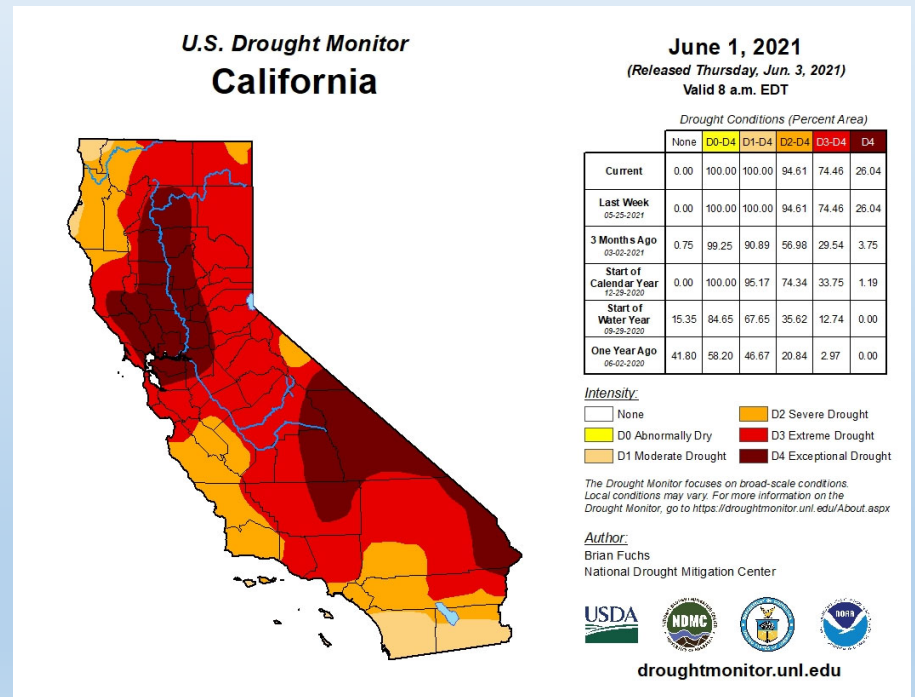 U.S. Drought Monitor
California
June 1, 2021
(Released Thursday, Jun. 3, 2021)
Valid 8 a.m. EDT
Drought Conditions (Percent Area)
None D0-D4 D1-D4 D2-D4 D3-D4 D4
Current 0.00 100.00 100.00 94.61 74.46 26.04
Last Week 05-25-2021 0.00 100.00 100.00 94.61 74.46 26.04
3 Months Ago 03-02-2021 0.75 99.25 90.89 56.98 29.54 3.75
Start of Calendar Year 12-29-2020 0.00 100.00 95.17 74.34 33.75 1.19
Start of Water Year 09-29-2020 15.35 84.65 67.65 35.62 12.74 0.00
One Year Ago 06-02-2020 41.80 58.20 46.67 20.84 2.97 0.00
Intensity:
None
D0 Abnormally Dry
D1 Moderate Drought
D2 Severe Drought
D3 Extreme Drought
D4 Exceptional Drought
The Drought Monitor focuses on broad-scale conditions.
Local conditions may vary. For more information on the
Drought Monitor, go to https://droughtmonitor.unl.edu/About.aspx
Author:
Brian Fuchs
National Drought Mitigation Center
USDA
NDMC
NOAA
droughtmonitor.unl.edu